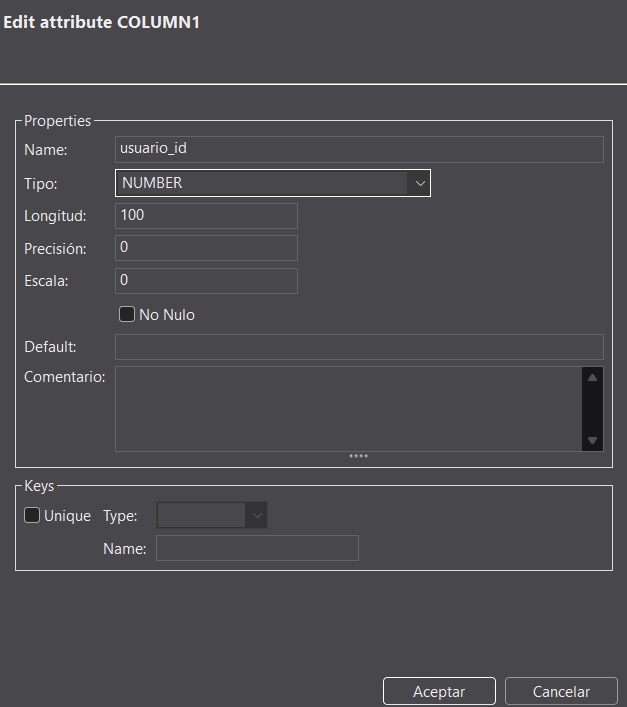 Edit attribute COLUMN1
Properties
Name: usuario_id
Tipo: NUMBER
Longitud: 100
Precisión: 0
Escala: 0
No Nulo
Default:
Comentario:
Keys
Unique Type:
Name:
Aceptar Cancelar